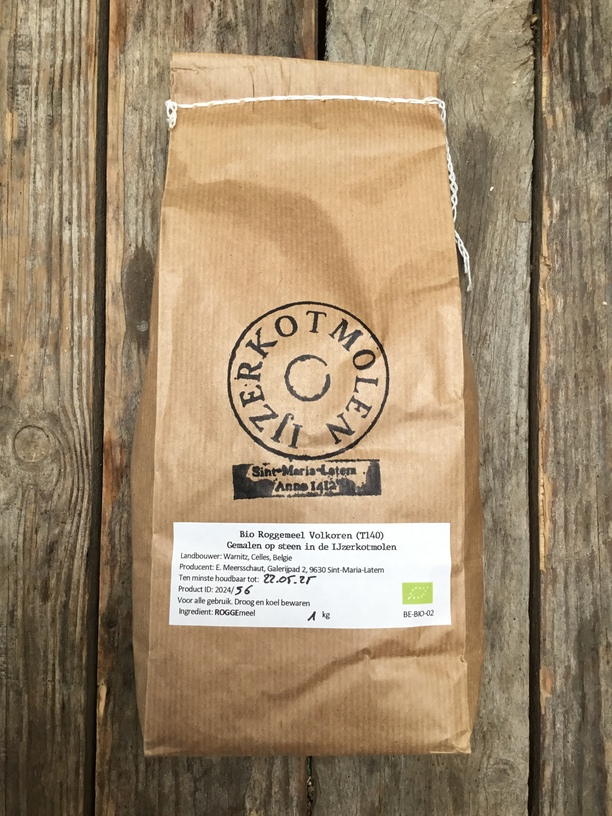 IJZERKOTMOLEN
Sint-Maria-Latem
Anno 1412
Bio Roggemeel Volkoren (T140)
Gemalen op steen in de IJzerkotmolen
Landbouwer: Warnitz, Celles, Belgie
Producent: E. Meersschaut, Galerijpad 2, 9630 Sint-Maria-Latem
Ten minste houdbaar tot: 22.05.25
Product ID: 2024/56
Voor alle gebruik. Droog en koel bewaren
Ingredient: ROGGEmeel 1 kg
BE-BIO-02